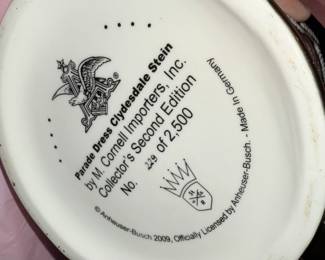 Parade Dress Clydesdale Stein
by M. Cornell Importers, Inc.
Collector's Second Edition
No. of 2,500
© Anheuser-Busch 2009, Officially Licensed by Anheuser-Busch. - Made in Germany